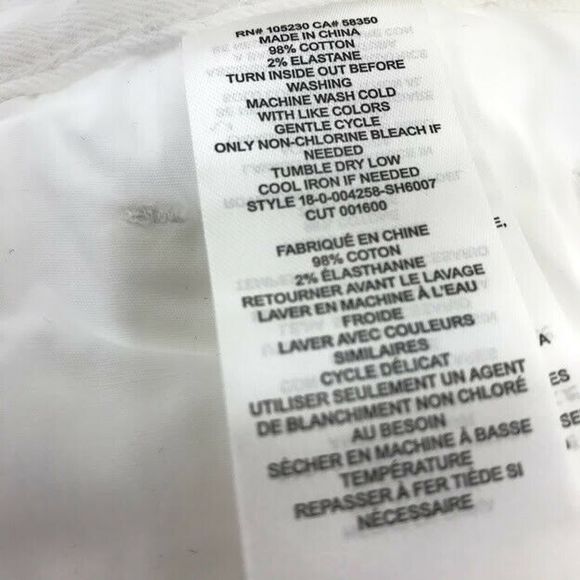 RN# 105230 CA# 58350
MADE IN CHINA
98% COTTON
2% ELASTANE
TURN INSIDE OUT BEFORE
WASHING
MACHINE WASH COLD
WITH LIKE COLORS
GENTLE CYCLE
ONLY NON-CHLORINE BLEACH IF
NEEDED
TUMBLE DRY LOW
COOL IRON IF NEEDED
STYLE 18-0-004258-SH6007
CUT 001600
FABRIQUÉ EN CHINE
98% COTON
2% ÉLASTHANNE
RETOURNER AVANT LE LAVAGE
LAVER EN MACHINE À L'EAU
FROIDE
LAVER AVEC COULEURS
SIMILAIRES
CYCLE DÉLICAT
UTILISER SEULEMENT UN AGENT
DE BLANCHIMENT NON CHLORÉ
AU BESOIN
SÉCHER EN MACHINE À BASSE
TEMPÉRATURE
REPASSER À FER TIÈDE SI
NÉCESSAIRE